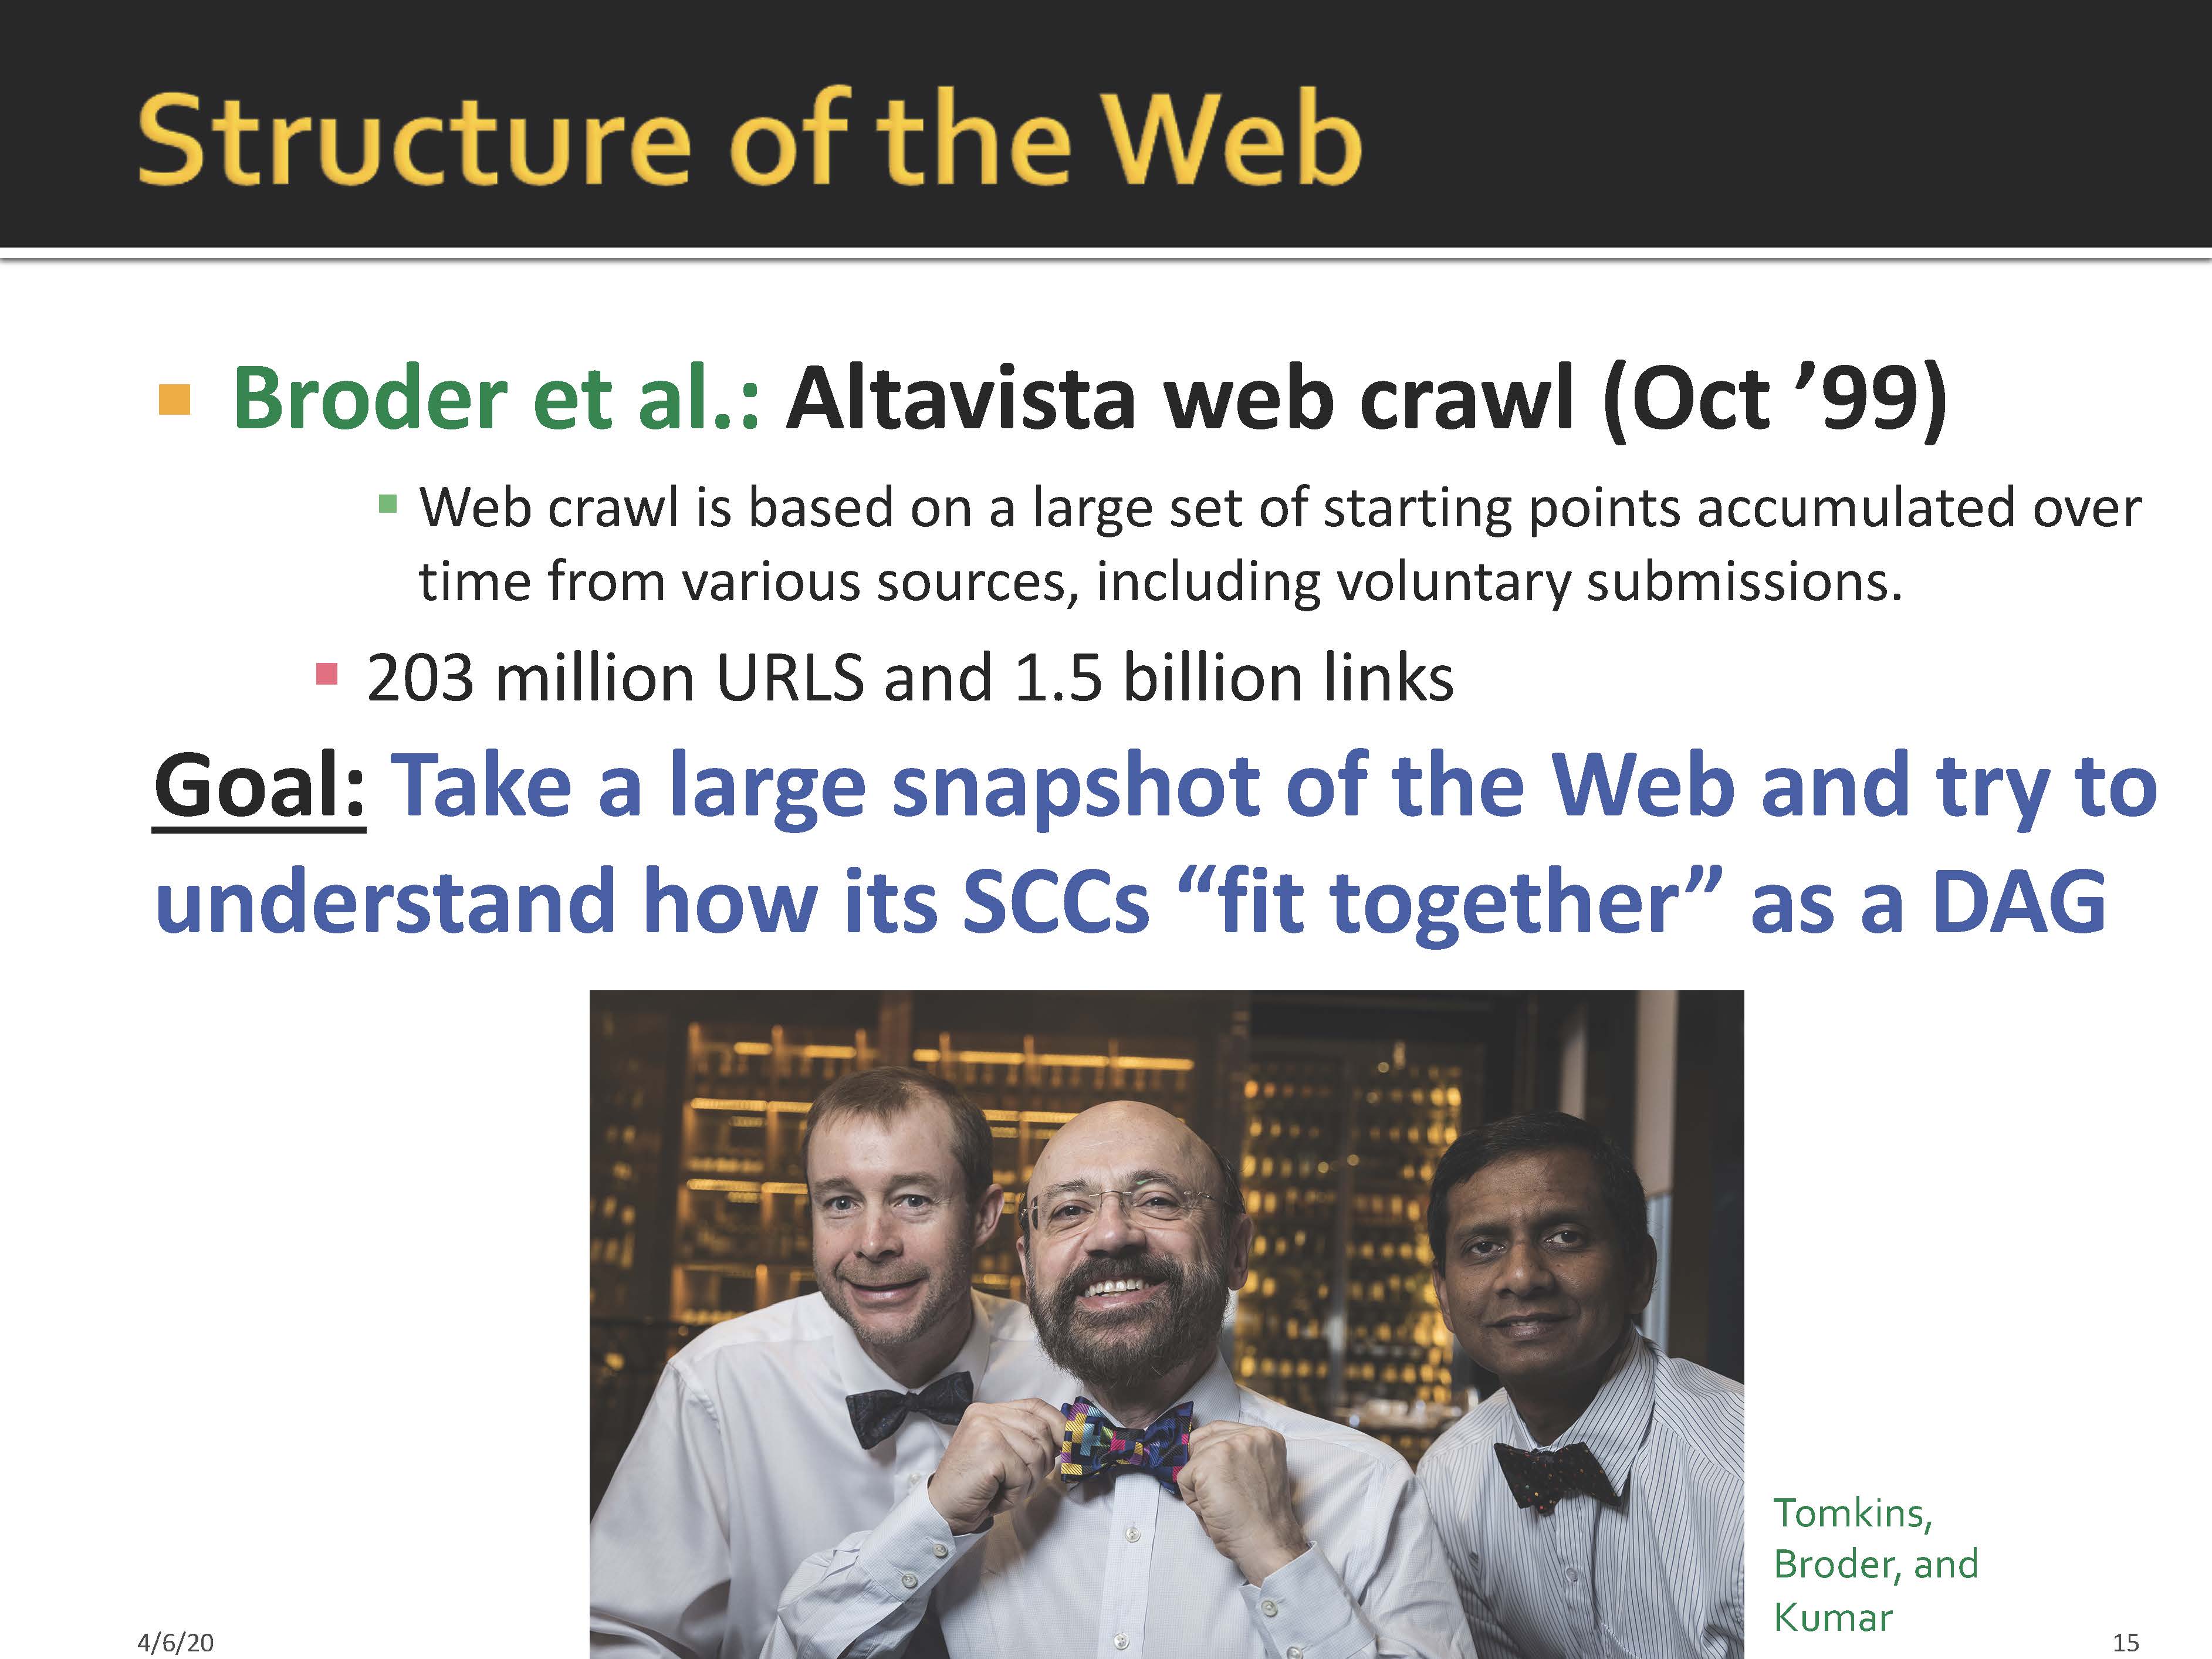 Structure of the Web
Broder et al.: Altavista web crawl (Oct ’99)
Web crawl is based on a large set of starting points accumulated over
time from various sources, including voluntary submissions.
203 million URLS and 1.5 billion links
Goal: Take a large snapshot of the Web and try to
understand how its SCCs “fit together” as a DAG
Tomkins,
Broder, and
Kumar
4/6/20
15